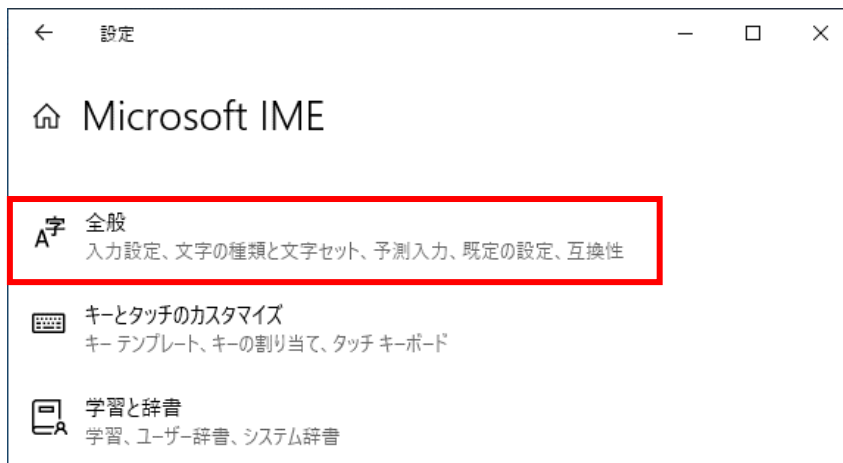 設定
Microsoft IME
全般
入力設定、文字の種類と文字セット、予測入力、既定の設定、互換性
キーとタッチのカスタマイズ
キー テンプレート、キーの割り当て、タッチ キーボード
学習と辞書
学習、ユーザー辞書、システム辞書